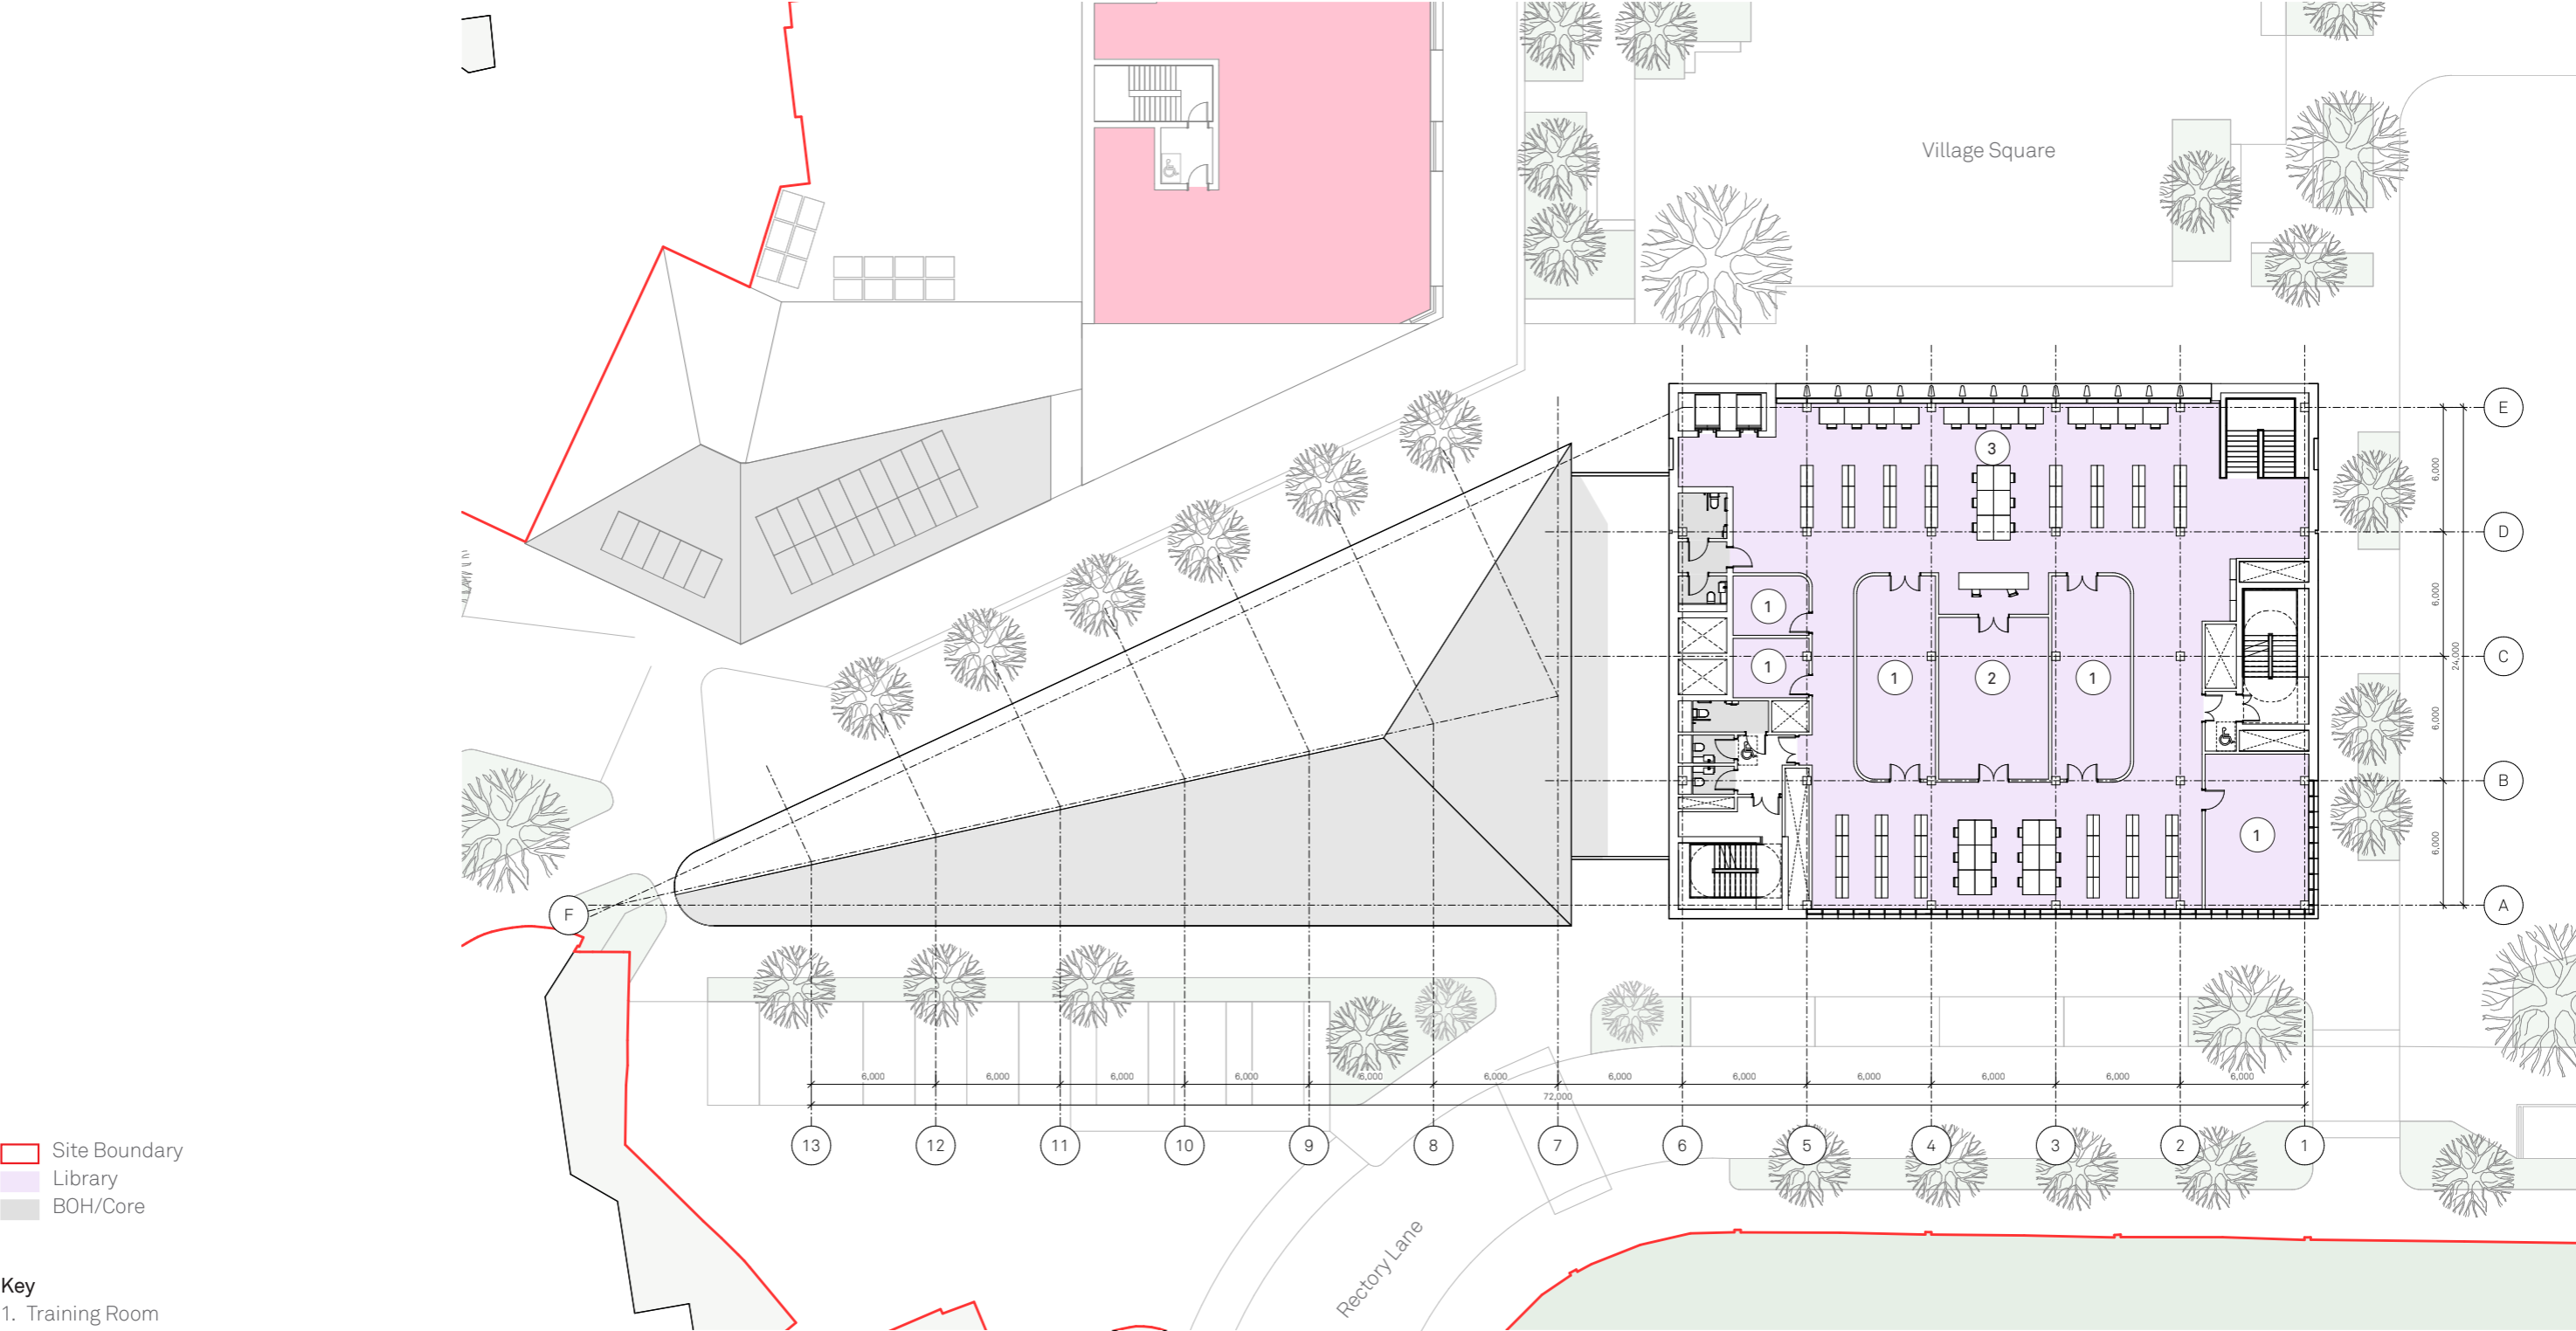 Village Square
E
3
6,000
D
6,000
1
1
C
24,000
1
2
1
6,000
B
1
6,000
A
F
6,000
6,000
6,000
6,000
6,000
6,000
6,000
6,000
6,000
6,000
6,000
6,000
72,000
13
12
11
10
9
8
7
6
5
4
3
2
1
Rectory Lane
Site Boundary
Library
BOH/Core
Key
1. Training Room